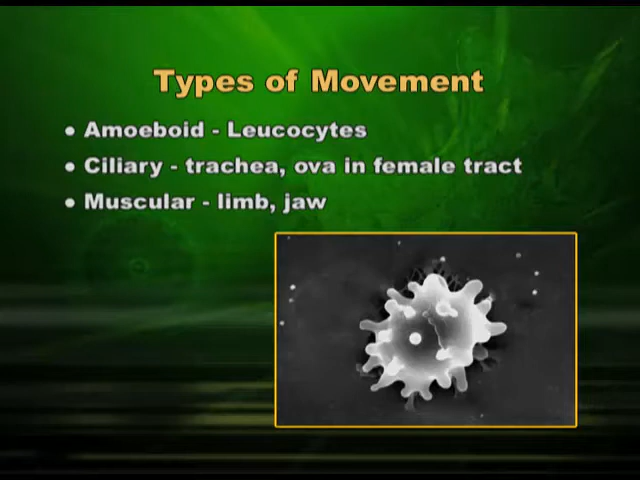 Types of Movement
● Amoeboid - Leucocytes
● Ciliary - trachea, ova in female tract
● Muscular - limb, jaw